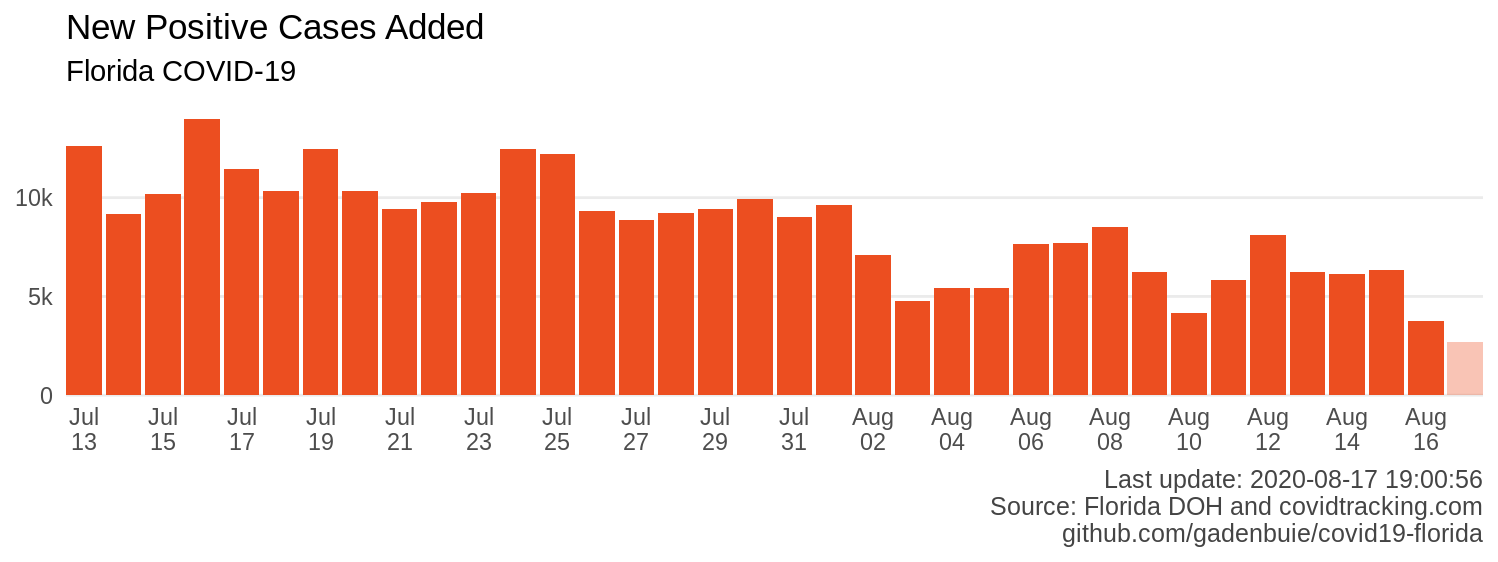 New Positive Cases Added
Florida COVID-19
10k
5k
0
Jul Jul Jul Jul Jul Jul Jul Jul Jul Jul Aug Aug Aug Aug Aug Aug Aug Aug
13 15 17 19 21 23 25 27 29 31 02 04 06 08 10 12 14 16
Last update: 2020-08-17 19:00:56
Source: Florida DOH and covidtracking.com
github.com/gadenbuie/covid19-florida